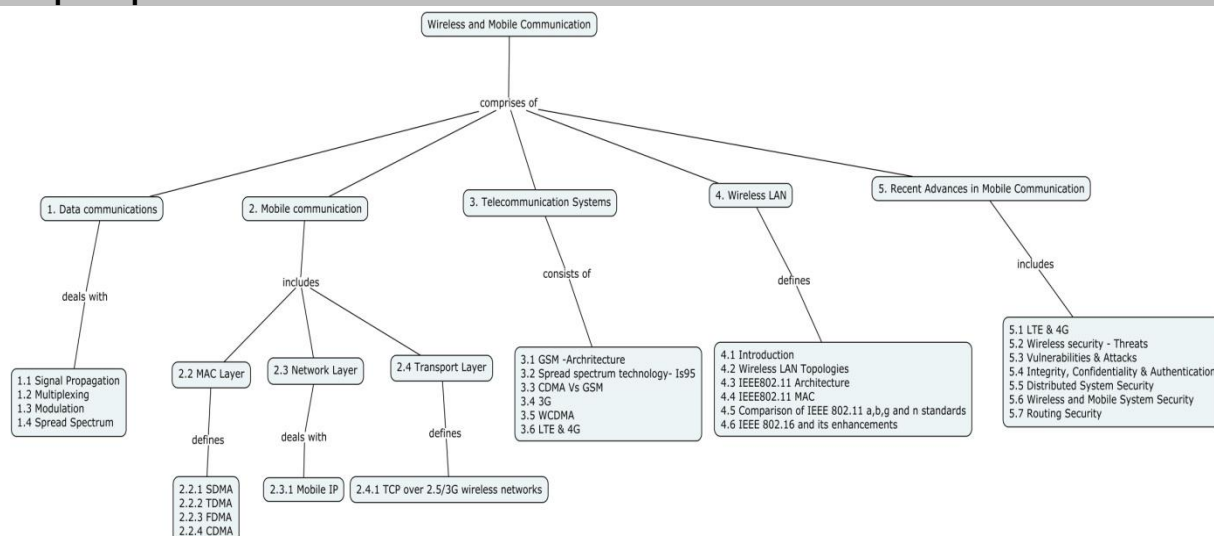 Wireless and Mobile Communication
comprises of
1. Data communications
2. Mobile communication
3. Telecommunication Systems
4. Wireless LAN
5. Recent Advances in Mobile Communication
deals with
includes
consists of
defines
includes
1.1 Signal Propagation
1.2 Multiplexing
1.3 Modulation
1.4 Spread Spectrum
2.2 MAC Layer
2.3 Network Layer
2.4 Transport Layer
3.1 GSM -Archritecture
3.2 Spread spectrum technology- Is95
3.3 CDMA Vs GSM
3.4 3G
3.5 WCDMA
3.6 LTE & 4G
4.1 Introduction
4.2 Wireless LAN Topologies
4.3 IEEE802.11 Architecture
4.4 IEEE802.11 MAC
4.5 Comparison of IEEE 802.11 a,b,g and n standards
4.6 IEEE 802.16 and its enhancements
5.1 LTE & 4G
5.2 Wireless security - Threats
5.3 Vulnerabilities & Attacks
5.4 Integrity, Confidentiality & Authentication
5.5 Distributed System Security
5.6 Wireless and Mobile System Security
5.7 Routing Security
defines
deals with
defines
2.2.1 SDMA
2.2.2 TDMA
2.2.3 FDMA
2.2.4 CDMA
2.3.1 Mobile IP
2.4.1 TCP over 2.5/3G wireless networks